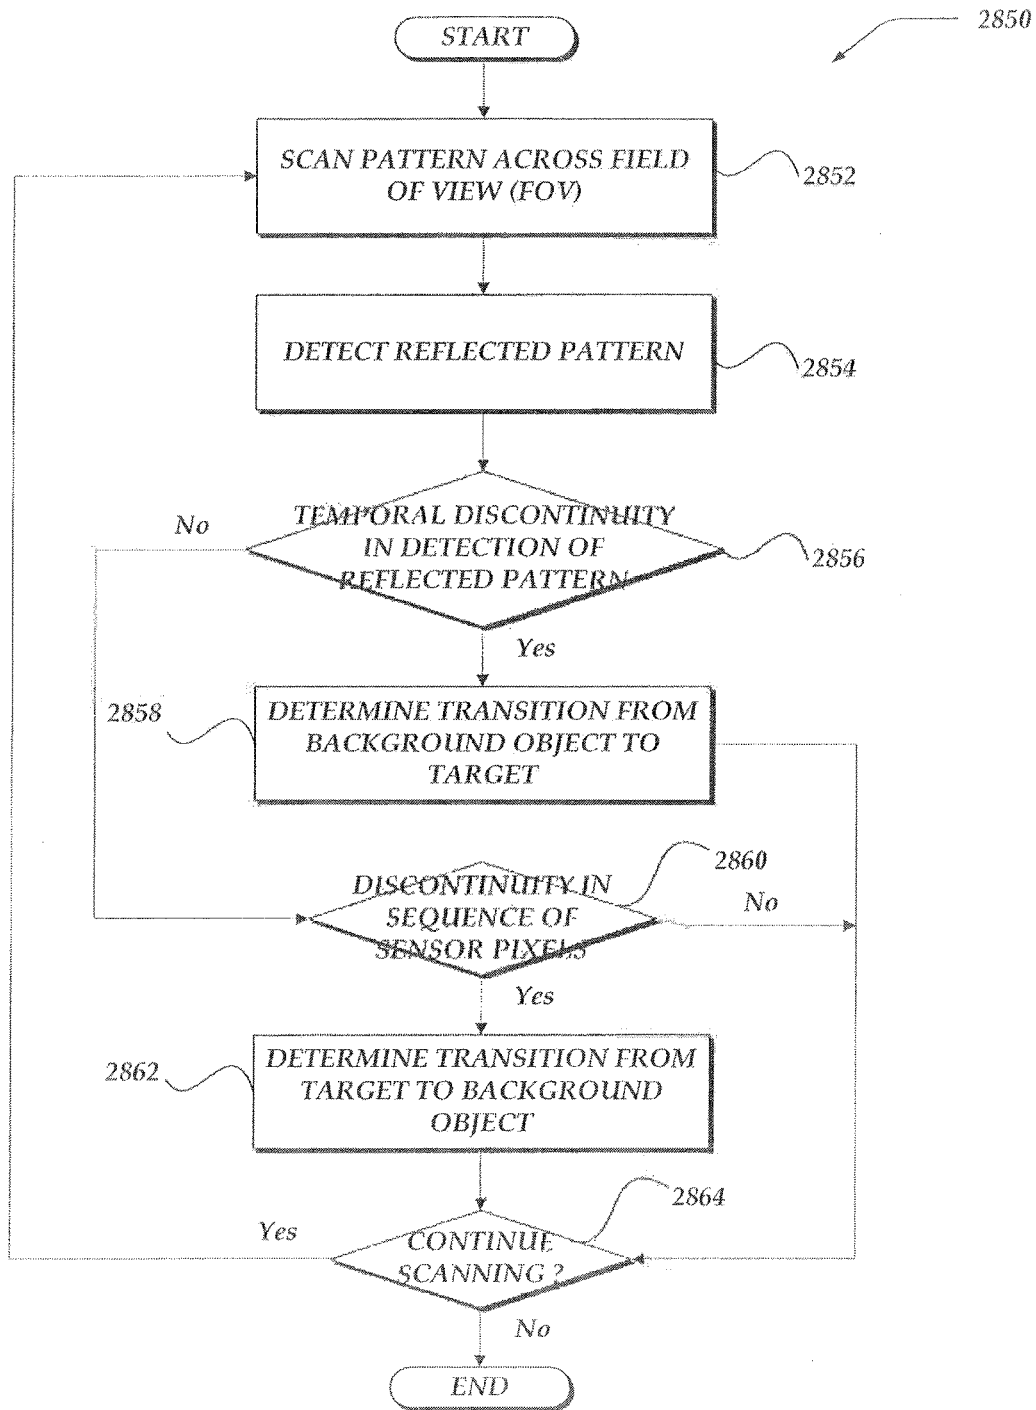 2850
START
SCAN PATTERN ACROSS FIELD
OF VIEW (FOV)
2852
DETECT REFLECTED PATTERN
2854
TEMPORAL DISCONTINUITY
IN DETECTION OF
REFLECTED PATTERN
No
2856
Yes
2858
DETERMINE TRANSITION FROM
BACKGROUND OBJECT TO
TARGET
2860
DISCONTINUITY IN
SEQUENCE OF
SENSOR PIXELS
No
Yes
2862
DETERMINE TRANSITION FROM
TARGET TO BACKGROUND
OBJECT
2864
Yes
CONTINUE
SCANNING ?
No
END